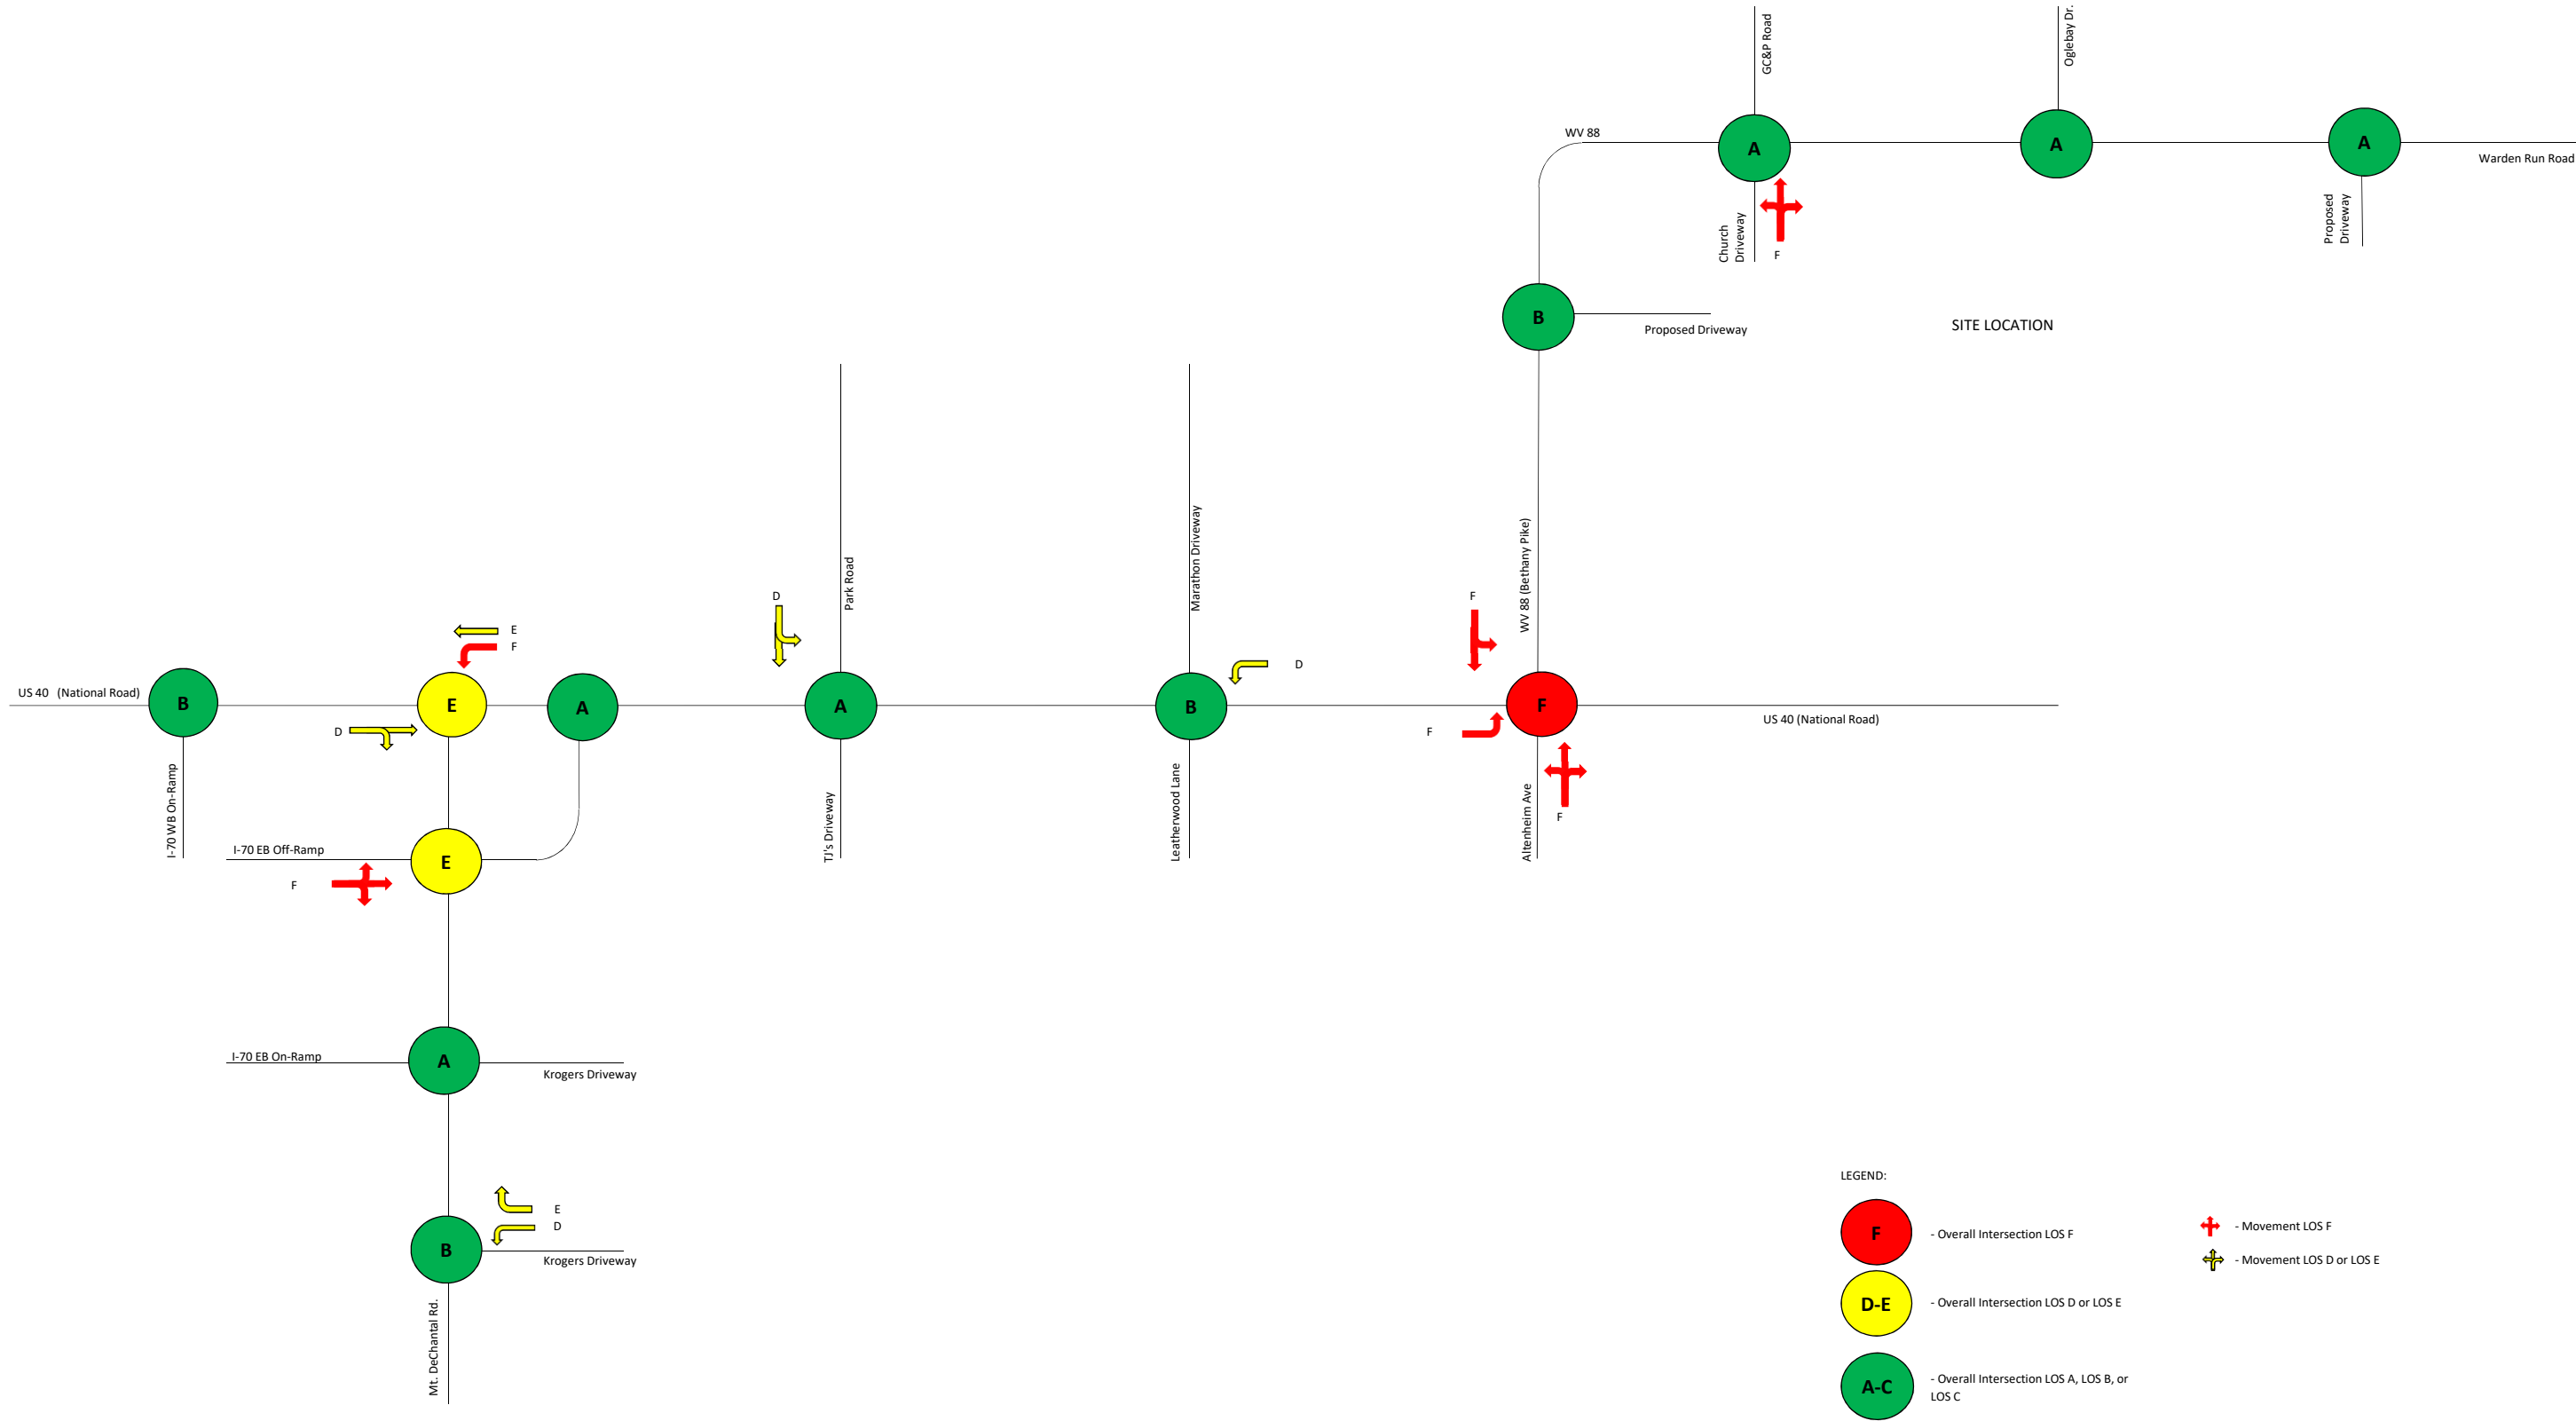 GC&P Road
Oglebay Dr.
WV 88
A
A
A
Warden Run Road
Church
Driveway
F
Proposed
Driveway
B
Proposed Driveway
SITE LOCATION
Park Road
Marathon Driveway
WV 88 (Bethany Pike)
D
F
E
F
D
US 40 (National Road)
B
E
A
A
B
F
US 40 (National Road)
D
F
I-70 WB On-Ramp
TJ's Driveway
Leatherwood Lane
Altenheim Ave
F
I-70 EB Off-Ramp
E
F
I-70 EB On-Ramp
A
Krogers Driveway
E
D
B
Krogers Driveway
Mt. DeChantal Rd.
LEGEND:
F
- Overall Intersection LOS F
- Movement LOS F
- Movement LOS D or LOS E
D-E
- Overall Intersection LOS D or LOS E
A-C
- Overall Intersection LOS A, LOS B, or
LOS C